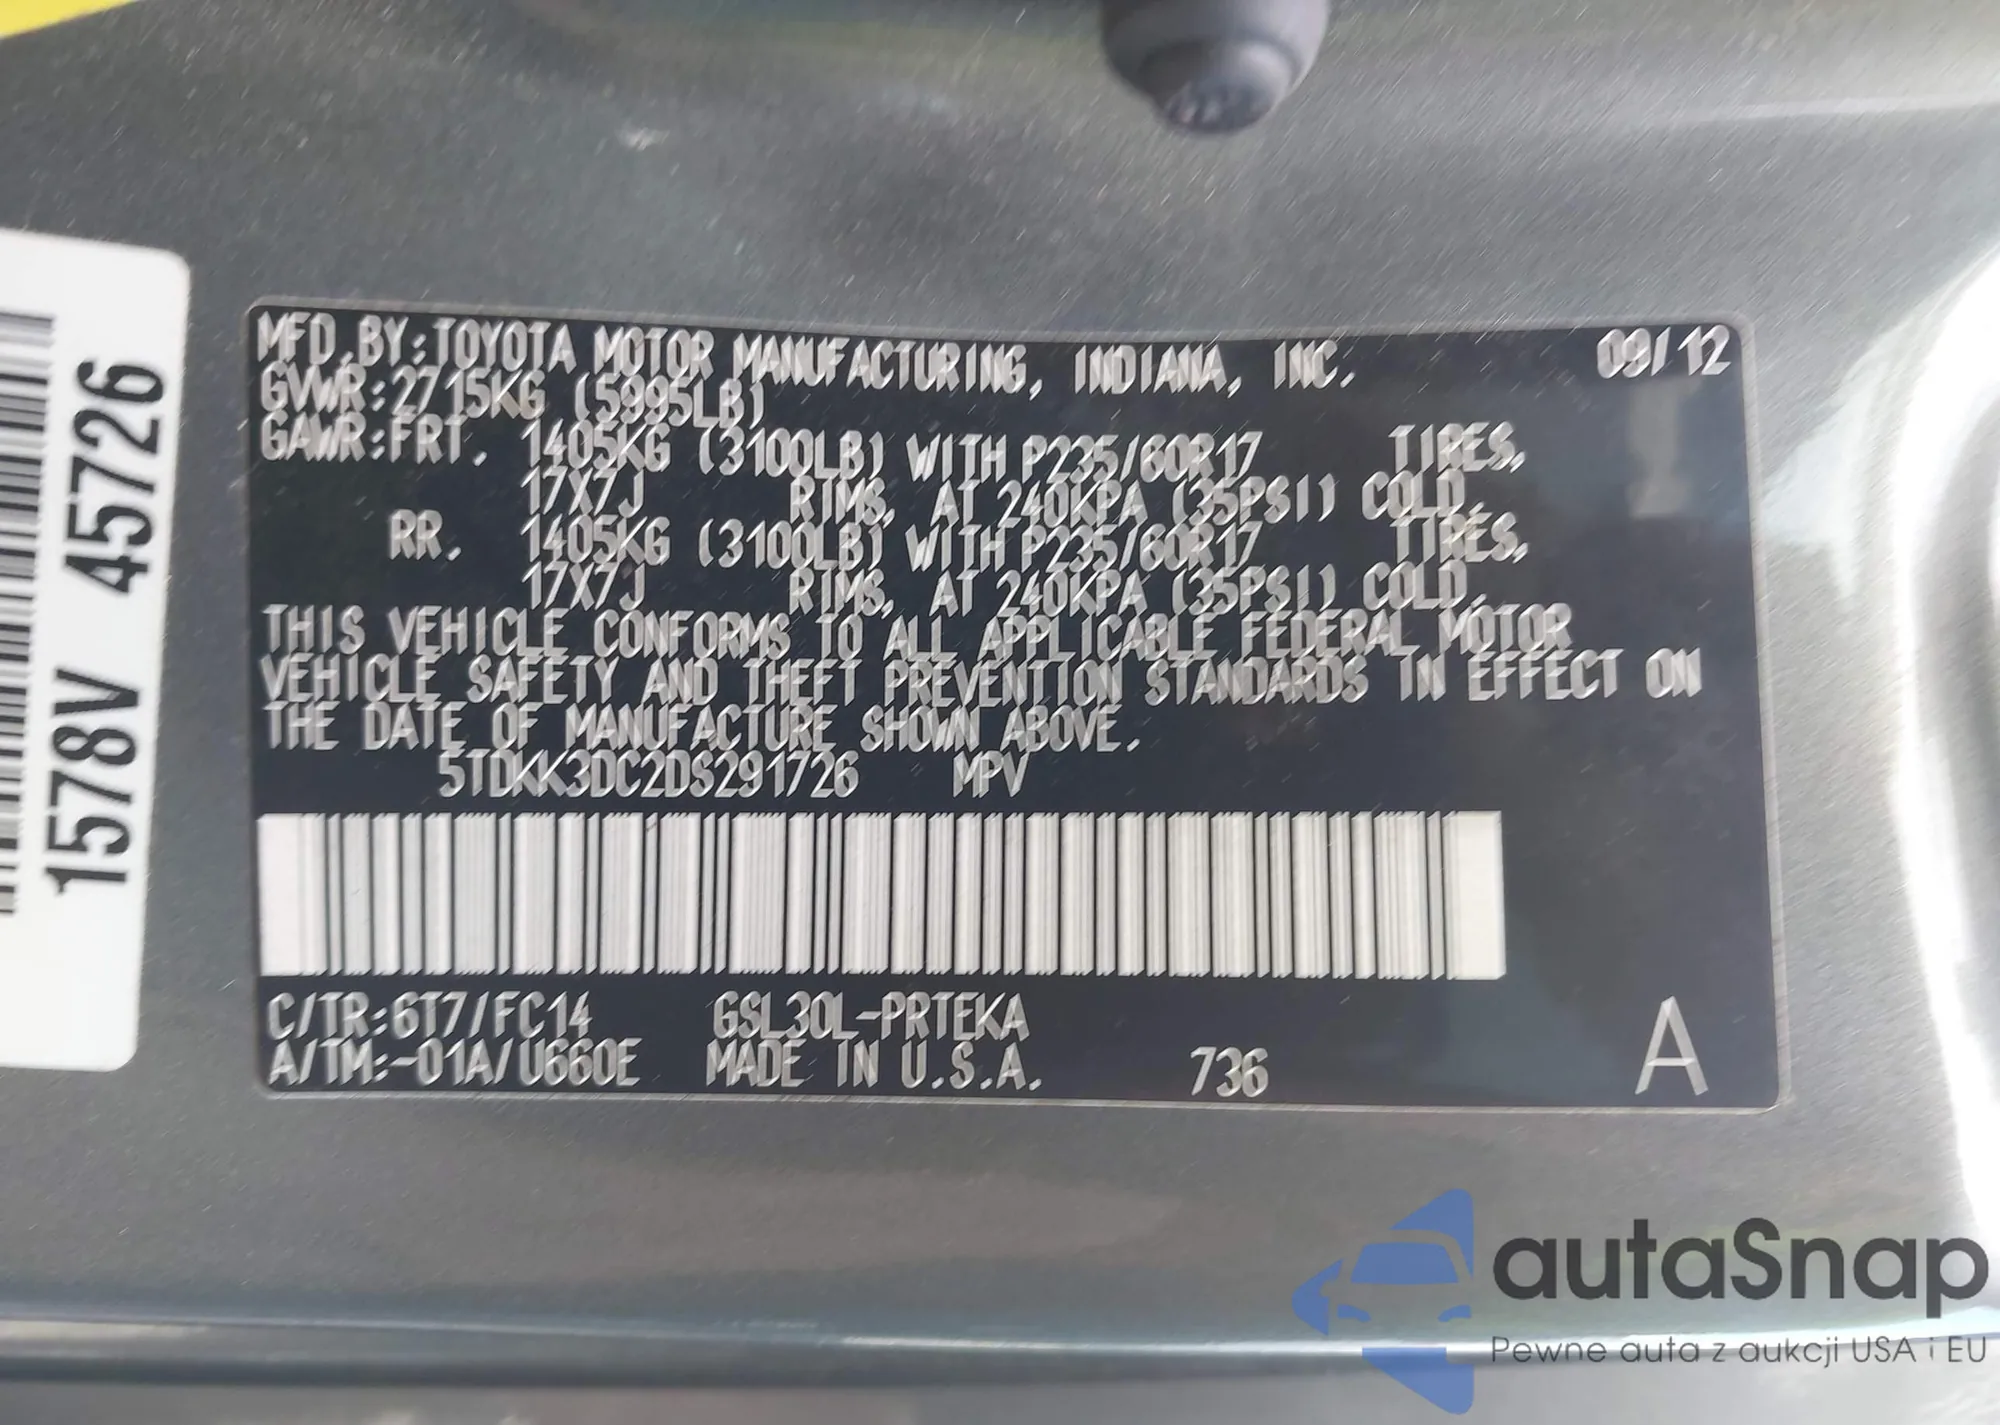 MFD.BY:TOYOTA MOTOR MANUFACTURING, INDIANA, INC. 09/12
GVWR:2715KG (5995LB)
GAWR:FRT. 1405KG (3100LB) WITH P235/60R17 TIRES,
17X7J RIMS, AT 240KPA (35PSI) COLD.
RR. 1405KG (3100LB) WITH P235/60R17 TIRES,
17X7J RIMS, AT 240KPA (35PSI) COLD.
THIS VEHICLE CONFORMS TO ALL APPLICABLE FEDERAL MOTOR
VEHICLE SAFETY AND THEFT PREVENTION STANDARDS IN EFFECT ON
THE DATE OF MANUFACTURE SHOWN ABOVE.
5TDKK3DC2DS291726 MPV
C/TR:6T7/FC14 GSL30L-PRTEKA
A/TM:-01A/U660E MADE IN U.S.A. 736 A
1578V 45726
autaSnap
Pewne auta z aukcji USA i EU